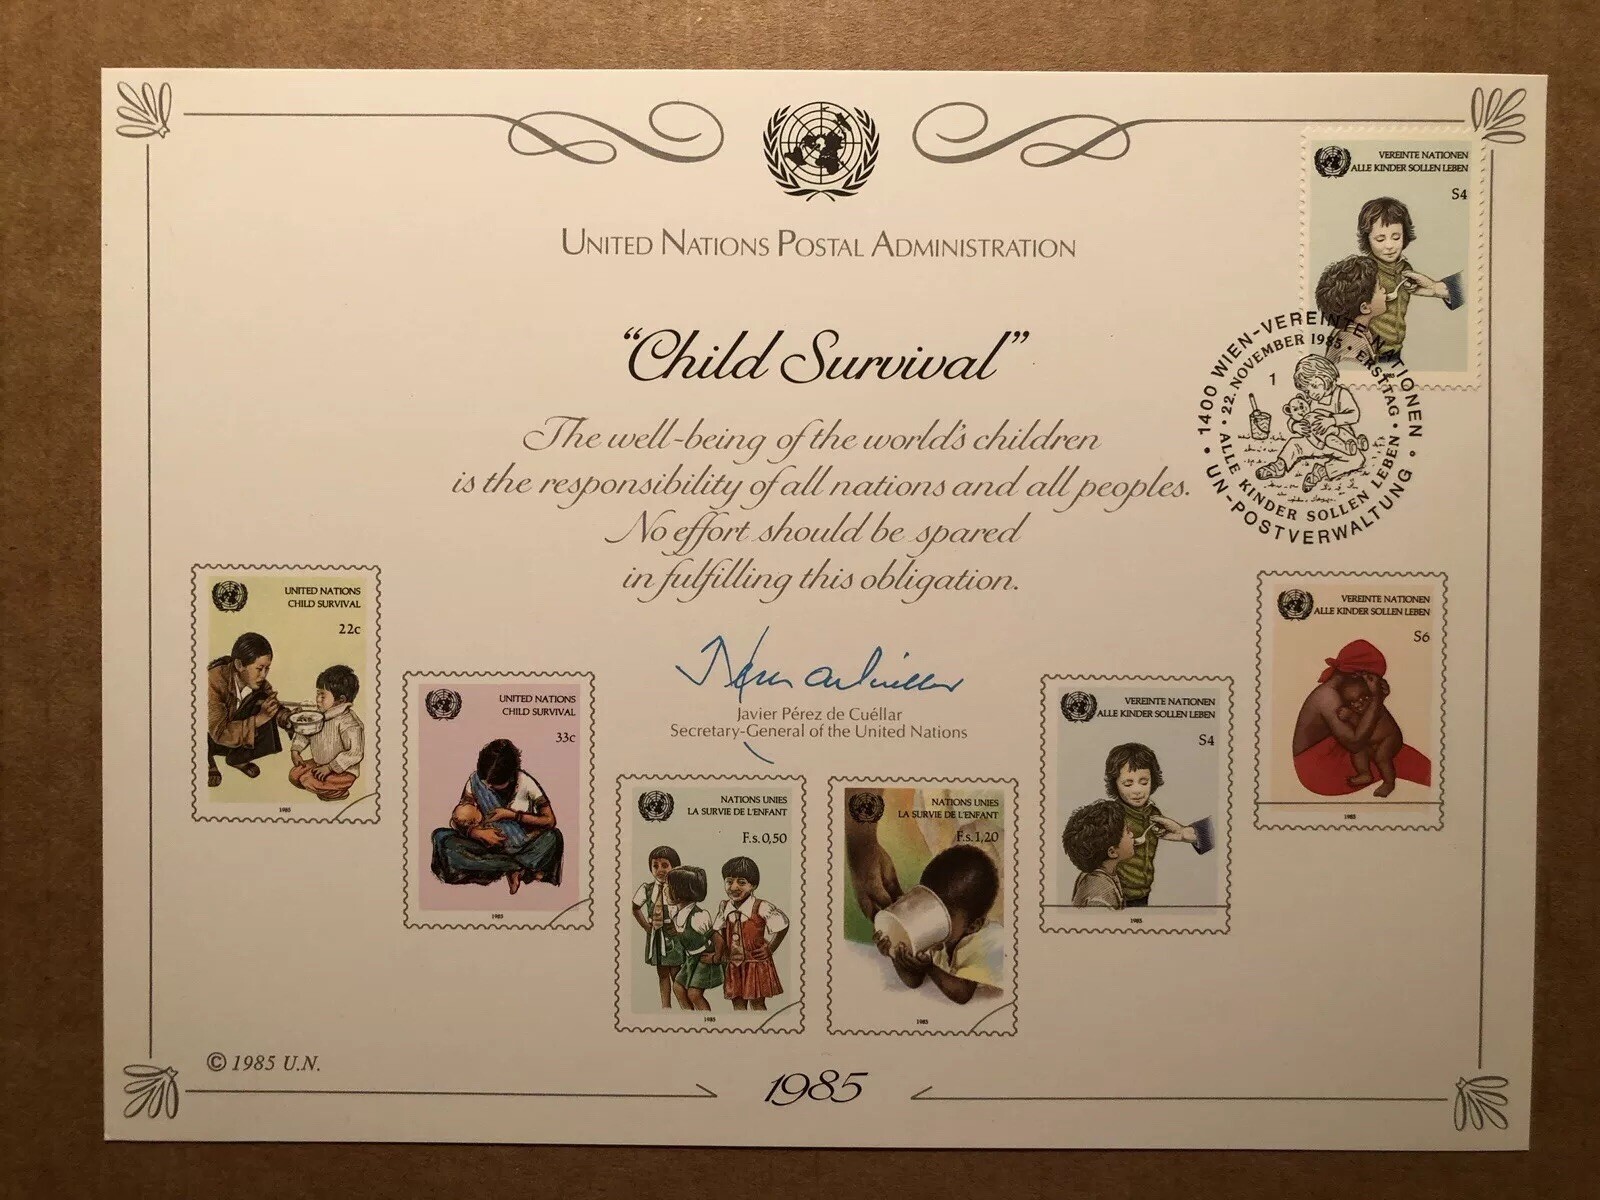 UNITED NATIONS POSTAL ADMINISTRATION
VEREINTE NATIONEN
ALLE KINDER SOLLEN LEBEN
S4
1400 WIEN-VEREINTE NATIONEN
• UN-POSTVERWALTUNG •
22. NOVEMBER 1985 • ERSTTAG •
• ALLE KINDER SOLLEN LEBEN
1
“Child Survival”
The well-being of the world's children
is the responsibility of all nations and all peoples.
No effort should be spared
in fulfilling this obligation.
Javier Pérez de Cuéllar
Secretary-General of the United Nations
UNITED NATIONS
CHILD SURVIVAL
22c
1985
UNITED NATIONS
CHILD SURVIVAL
33c
1985
NATIONS UNIES
LA SURVIE DE L'ENFANT
F.s. 0,50
1985
NATIONS UNIES
LA SURVIE DE L'ENFANT
F.s. 1,20
1985
VEREINTE NATIONEN
ALLE KINDER SOLLEN LEBEN
S4
1985
VEREINTE NATIONEN
ALLE KINDER SOLLEN LEBEN
S6
1985
© 1985 U.N.
1985